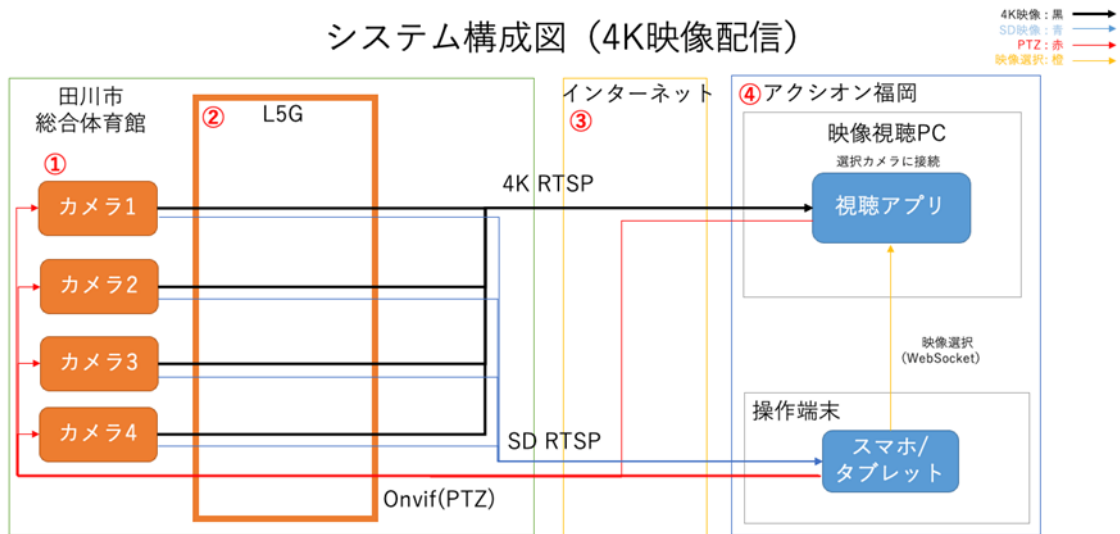 システム構成図（4K映像配信）
4K映像：黒
SD映像：青
PTZ：赤
映像選択：橙
田川市
総合体育館
①
カメラ1
カメラ2
カメラ3
カメラ4
②
L5G
4K RTSP
SD RTSP
Onvif(PTZ)
インターネット
③
④アクシオン福岡
映像視聴PC
選択カメラに接続
視聴アプリ
映像選択
(WebSocket)
操作端末
スマホ/
タブレット